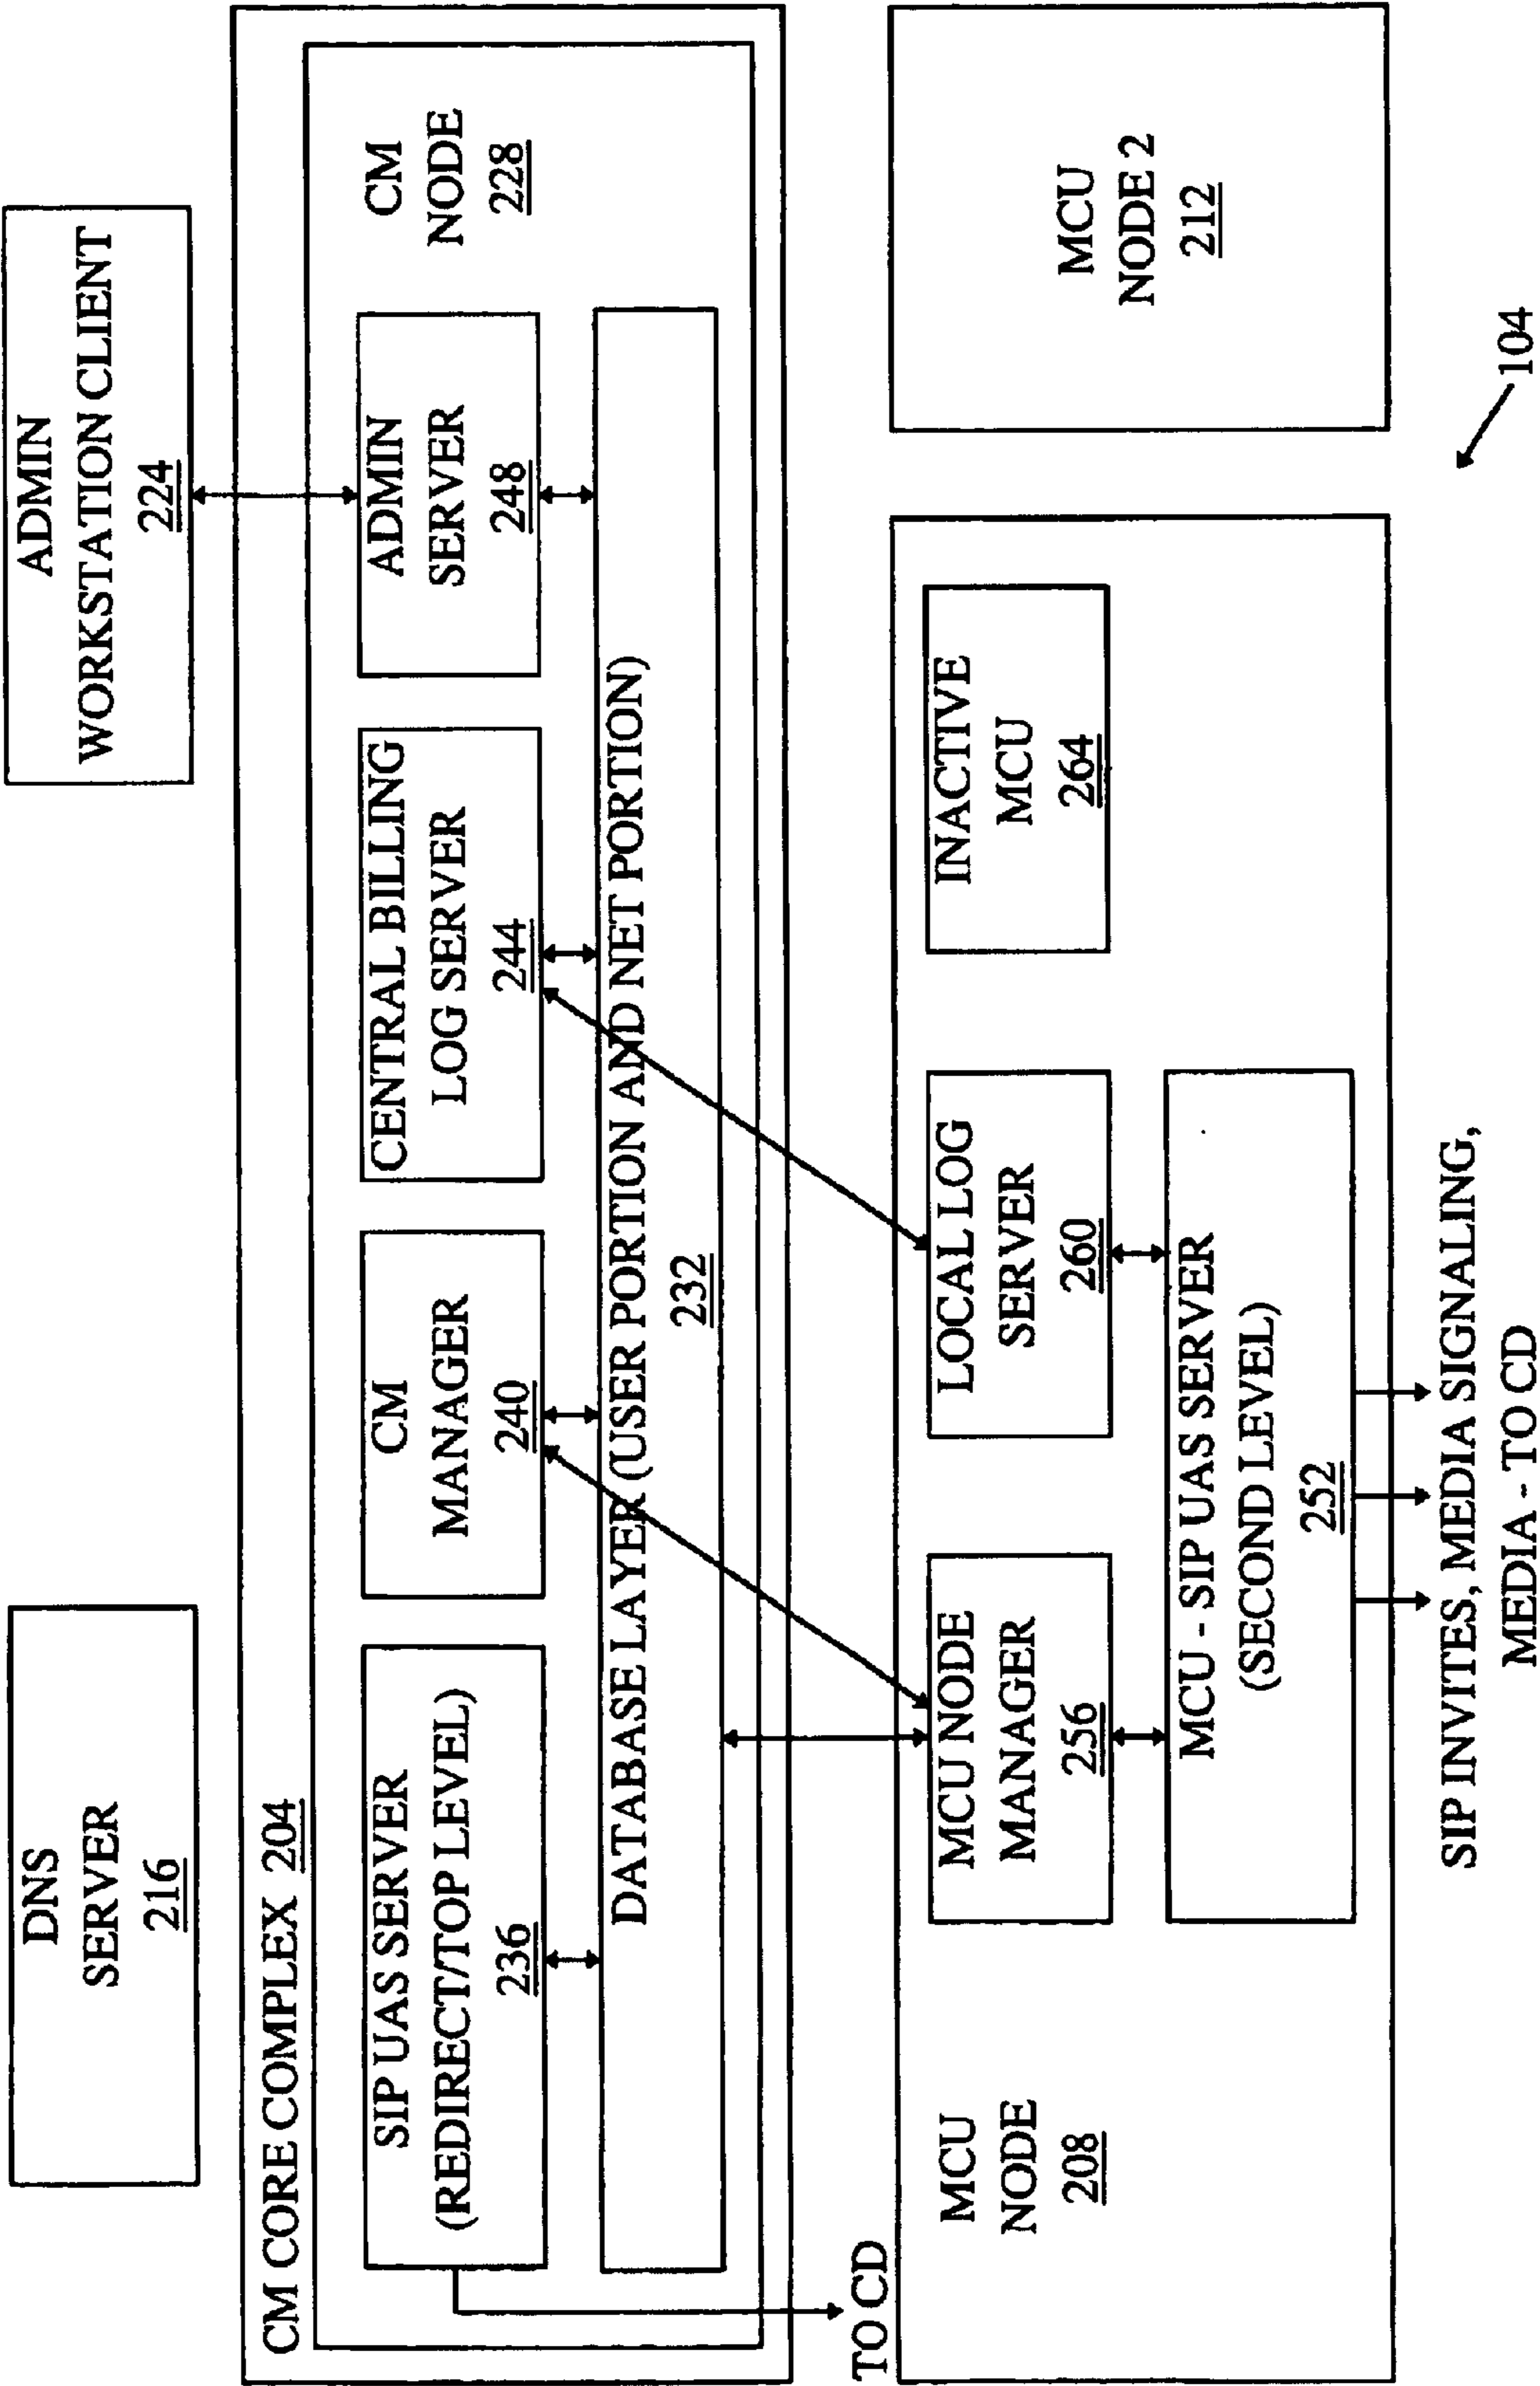 DNS
SERVER
216
ADMIN
WORKSTATION CLIENT
224
CM CORE COMPLEX 204
SIP UAS SERVER
(REDIRECT/TOP LEVEL)
236
CM
MANAGER
240
CENTRAL BILLING
LOG SERVER
244
ADMIN
SERVER
248
CM
NODE
228
DATABASE LAYER (USER PORTION AND NET PORTION)
232
TO CD
MCU
NODE
208
MCU NODE
MANAGER
256
LOCAL LOG
SERVER
260
INACTIVE
MCU
264
MCU - SIP UAS SERVER
(SECOND LEVEL)
252
MCU
NODE 2
212
SIP INVITES, MEDIA SIGNALING,
MEDIA - TO CD
104